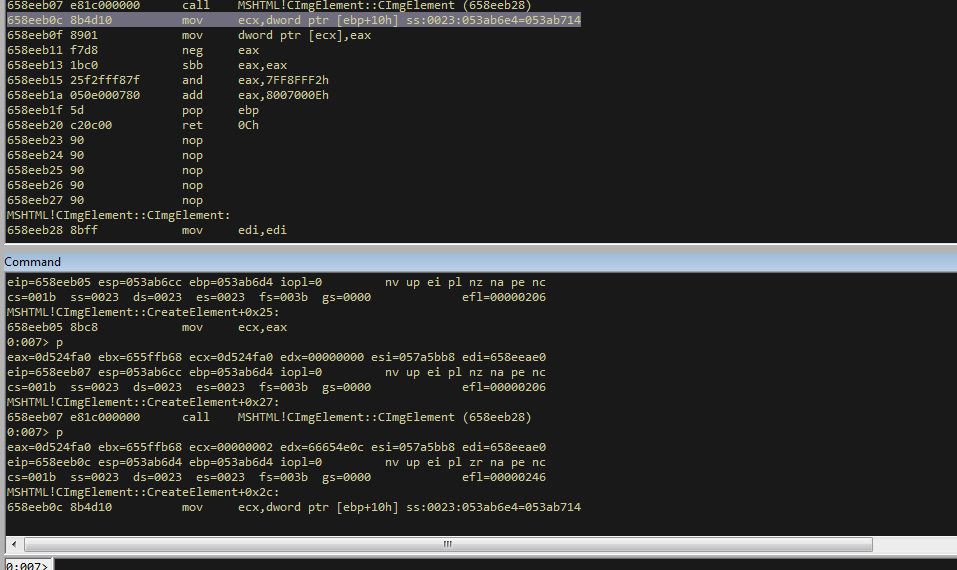 658eeb07 e81c000000 call MSHTML!CImgElement::CImgElement (658eeb28)
658eeb0c 8b4d10 mov ecx,dword ptr [ebp+10h] ss:0023:053ab6e4=053ab714
658eeb0f 8901 mov dword ptr [ecx],eax
658eeb11 f7d8 neg eax
658eeb13 1bc0 sbb eax,eax
658eeb15 25f2fff87f and eax,7FF8FFF2h
658eeb1a 050e000780 add eax,8007000Eh
658eeb1f 5d pop ebp
658eeb20 c20c00 ret 0Ch
658eeb23 90 nop
658eeb24 90 nop
658eeb25 90 nop
658eeb26 90 nop
658eeb27 90 nop
MSHTML!CImgElement::CImgElement:
658eeb28 8bff mov edi,edi
Command
eip=658eeb05 esp=053ab6cc ebp=053ab6d4 iopl=0 nv up ei pl nz na pe nc
cs=001b ss=0023 ds=0023 es=0023 fs=003b gs=0000 efl=00000206
MSHTML!CImgElement::CreateElement+0x25:
658eeb05 8bc8 mov ecx,eax
0:007> p
eax=0d524fa0 ebx=655ffb68 ecx=0d524fa0 edx=00000000 esi=057a5bb8 edi=658eeae0
eip=658eeb07 esp=053ab6cc ebp=053ab6d4 iopl=0 nv up ei pl nz na pe nc
cs=001b ss=0023 ds=0023 es=0023 fs=003b gs=0000 efl=00000206
MSHTML!CImgElement::CreateElement+0x27:
658eeb07 e81c000000 call MSHTML!CImgElement::CImgElement (658eeb28)
0:007> p
eax=0d524fa0 ebx=655ffb68 ecx=00000002 edx=66654e0c esi=057a5bb8 edi=658eeae0
eip=658eeb0c esp=053ab6d4 ebp=053ab6d4 iopl=0 nv up ei pl zr na pe nc
cs=001b ss=0023 ds=0023 es=0023 fs=003b gs=0000 efl=00000246
MSHTML!CImgElement::CreateElement+0x2c:
658eeb0c 8b4d10 mov ecx,dword ptr [ebp+10h] ss:0023:053ab6e4=053ab714
0:007>